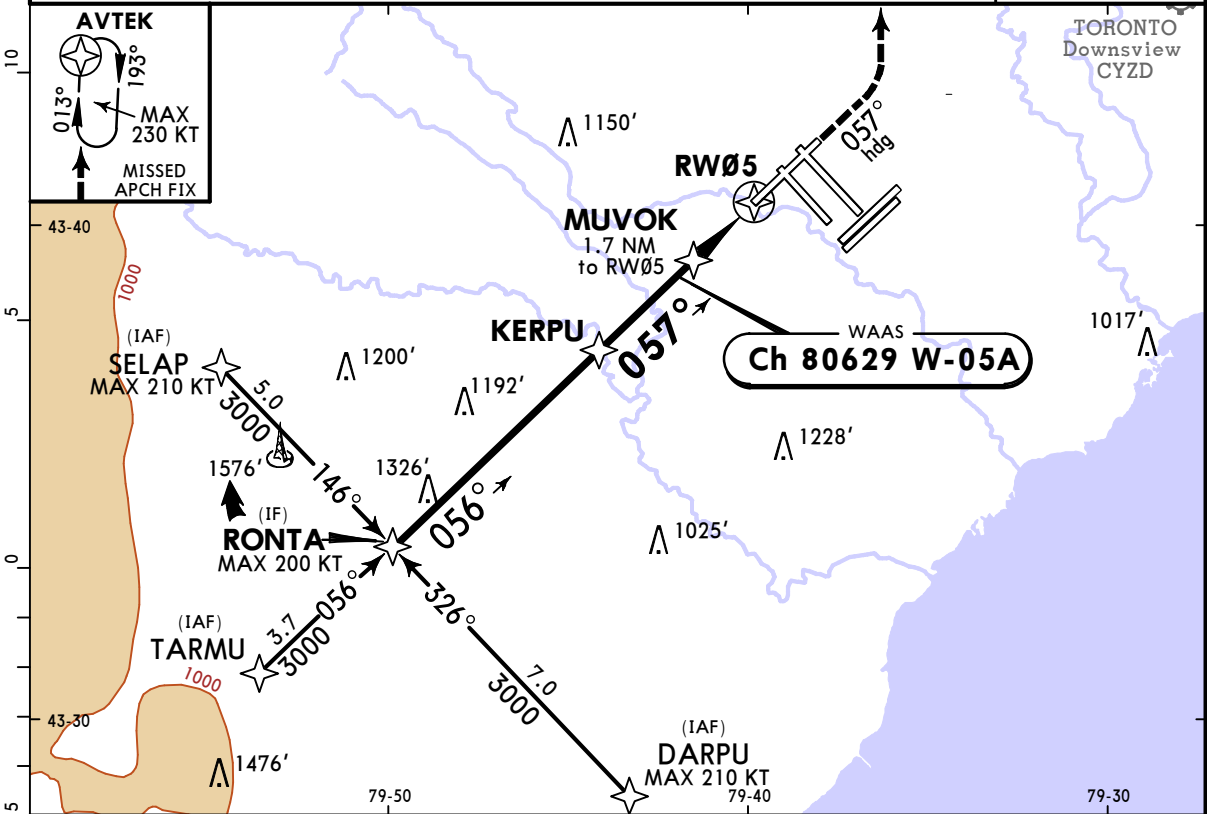 AVTEK
013°
193°
MAX
230 KT
MISSED
APCH FIX
TORONTO
Downsview
CYZD
10
5
0
5
43-40
43-30
79-50
79-40
79-30
1000
1000
1150'
057°
hdg
RWØ5
MUVOK
1.7 NM
to RWØ5
KERPU
057°
WAAS
Ch 80629 W-05A
1017'
(IAF)
SELAP
MAX 210 KT
5.0
3000
146°
1200'
1192'
1228'
1576'
1326'
056°
1025'
(IF)
RONTA
MAX 200 KT
(IAF)
TARMU
3.7
3000
056°
326°
7.0
3000
(IAF)
DARPU
MAX 210 KT
1476'